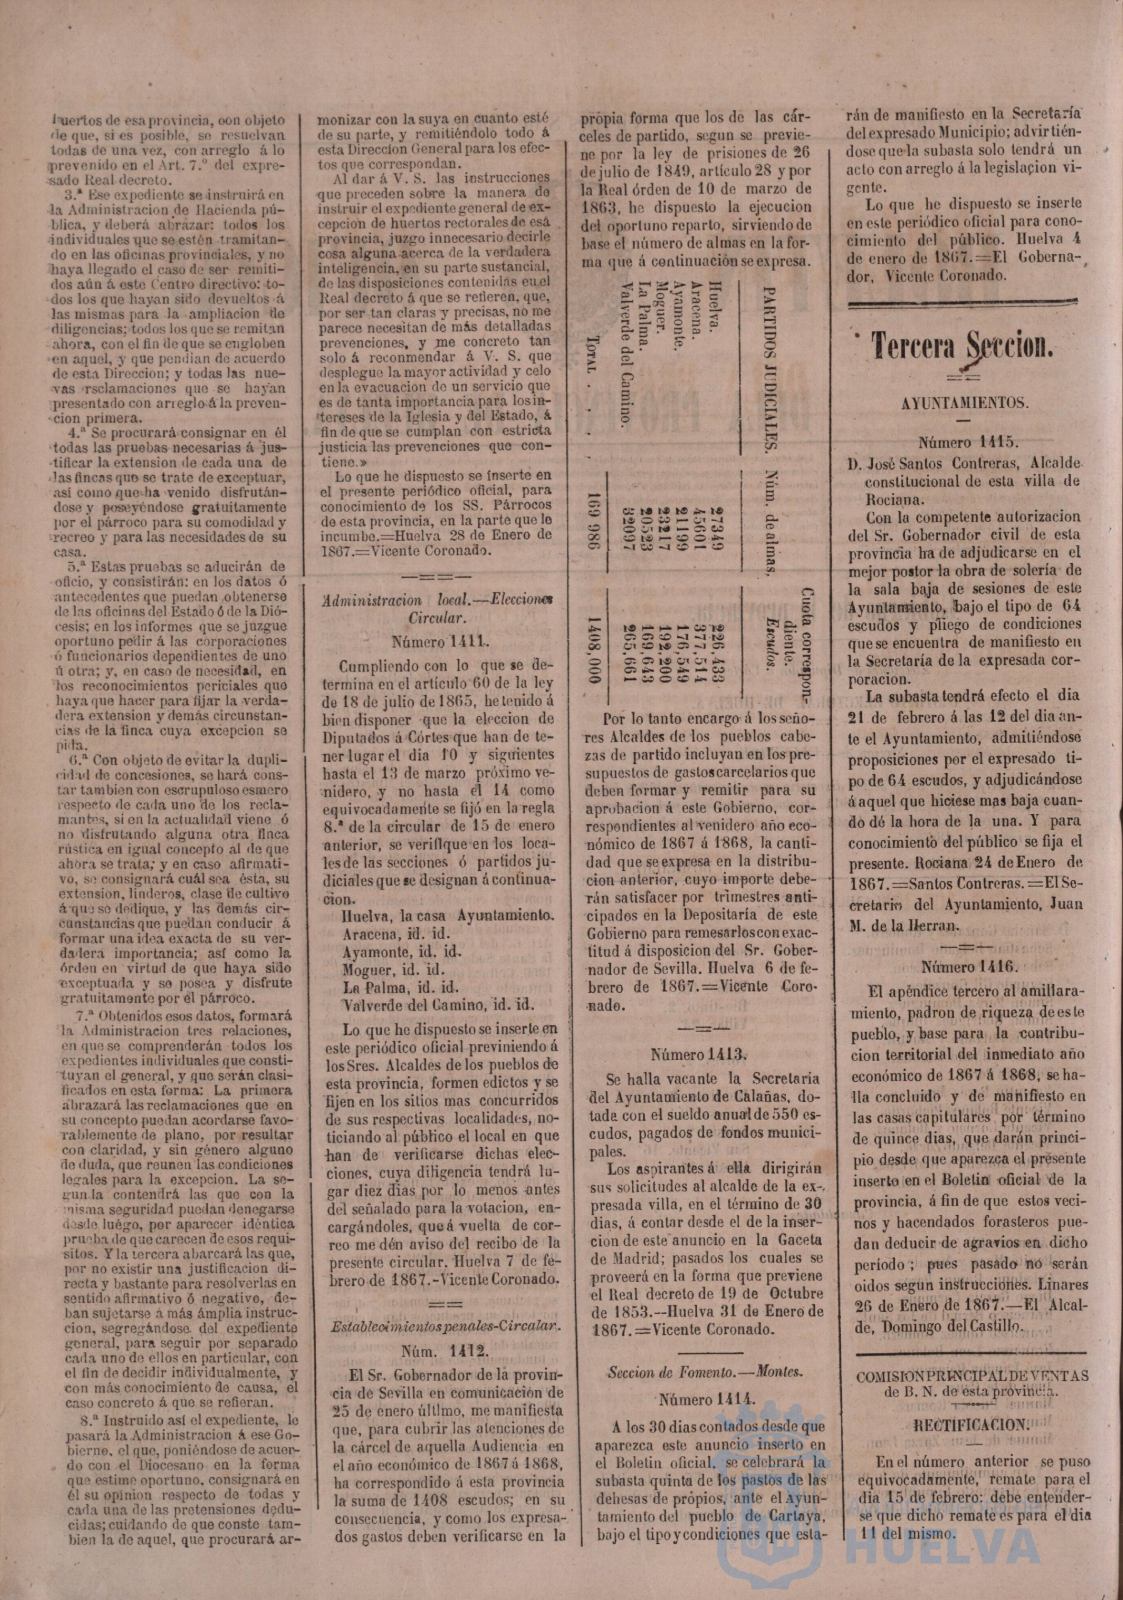 huertos de esa provincia, con objeto
de que, si es posible, se resuelvan
todas de una vez, con arreglo á lo
prevenido en el Art. 7.º del expre-
sado Real decreto.
3.ª Ese expediente se instruirá en
la Administracion de Hacienda pú-
blica, y deberá abrazar: todos los
individuales que se estén tramitan-
do en las oficinas provinciales, y no
haya llegado el caso de ser remiti-
dos aún á este Centro directivo: to-
dos los que hayan sido devueltos á
las mismas para la ampliacion de
diligencias; todos los que se remitan
ahora, con el fin de que se engloben
en aquel, y que pendian de acuerdo
de esta Direccion; y todas las nue-
vas rsclamaciones que se hayan
presentado con arreglo á la preven-
cion primera.
4.ª Se procurará consignar en él
todas las pruebas necesarias á jus-
tificar la extension de cada una de
las fincas que se trate de exceptuar,
así como que ha venido disfrután-
dose y poseyéndose gratuitamente
por el párroco para su comodidad y
recreo y para las necesidades de su
casa.
5.ª Estas pruebas se aducirán de
oficio, y consistirán: en los datos ó
antecedentes que puedan obtenerse
de las oficinas del Estado ó de la Dió-
cesis; en los informes que se juzgue
oportuno pedir á las corporaciones
ó funcionarios dependientes de uno
ú otra; y, en caso de necesidad, en
los reconocimientos periciales que
haya que hacer para fijar la verda-
dera extension y demás circunstan-
cias de la finca cuya excepcion se
pida.
6.ª Con objeto de evitar la dupli-
cidad de concesiones, se hará cons-
tar tambien con escrupuloso esmero
respecto de cada uno de los recla-
mantes, si en la actualidad viene ó
no disfrutando alguna otra finca
rústica en igual concepto al de que
ahora se trata; y en caso afirmati-
vo, se consignará cuál sea ésta, su
extension, linderos, clase de cultivo
á que se dedique, y las demás cir-
cunstancias que puedan conducir á
formar una idea exacta de su ver-
dadera importancia; así como la
órden en virtud de que haya sido
exceptuada y se posea y disfrute
gratuitamente por él párroco.
7.ª Obtenidos esos datos, formará
la Administracion tres relaciones,
en que se comprenderán todos los
expedientes individuales que consti-
tuyan el general, y que serán clasi-
ficados en esta forma: La primera
abrazará las reclamaciones que en
su concepto puedan acordarse favo-
rablemente de plano, por resultar
con claridad, y sin género alguno
de duda, que reunen las condiciones
legales para la excepcion. La se-
gunda contendrá las que con la
misma seguridad puedan denegarse
desde luégo, por aparecer idéntica
prueba de que carecen de esos requi-
sitos. Y la tercera abarcará las que,
por no existir una justificacion di-
recta y bastante para resolverlas en
sentido afirmativo ó negativo, de-
ban sujetarse á más ámplia instruc-
cion, segregándose del expediente
general, para seguir por separado
cada uno de ellos en particular, con
el fin de decidir individualmente, y
con más conocimiento de causa, el
caso concreto á que se refieran.
8.ª Instruido así el expediente, le
pasará la Administracion á ese Go-
bierno, el que, poniéndose de acuer-
do con el Diocesano en la forma
que estime oportuno, consignará en
él su opinion respecto de todas y
cada una de las pretensiones dedu-
cidas; cuidando de que conste tam-
bien la de aquel, que procurará ar-
monizar con la suya en cuanto esté
de su parte, y remitiéndolo todo á
esta Direccion General para los efec-
tos que correspondan.
Al dar á V. S. las instrucciones
que preceden sobre la manera de
instruir el expediente general de ex-
cepcion de huertos rectorales de esa
provincia, juzgo innecesario decirle
cosa alguna acerca de la verdadera
inteligencia, en su parte sustancial,
de las disposiciones contenidas en el
Real decreto á que se refieren, que,
por ser tan claras y precisas, no me
parece necesitan de más detalladas
prevenciones, y me concreto tan
solo á recomendar á V. S. que
desplegue la mayor actividad y celo
en la evacuacion de un servicio que
es de tanta importancia para los in-
tereses de la Iglesia y del Estado, á
fin de que se cumplan con estricta
justicia las prevenciones que con-
tiene.»
Lo que he dispuesto se inserte en
el presente periódico oficial, para
conocimiento de los SS. Párrocos
de esta provincia, en la parte que le
incumbe.=Huelva 28 de Enero de
1867.=Vicente Coronado.
Administracion local.—Elecciones
Circular.
Número 1411.
Cumpliendo con lo que se de-
termina en el artículo 60 de la ley
de 18 de julio de 1865, he tenido á
bien disponer que la eleccion de
Diputados á Córtes que han de te-
ner lugar el dia 10 y siguientes
hasta el 13 de marzo próximo ve-
nidero, y no hasta el 14 como
equivocadamente se fijó en la regla
8.ª de la circular de 15 de enero
anterior, se verifique en los loca-
les de las secciones ó partidos ju-
diciales que se designan á continua-
cion.
Huelva, la casa Ayuntamiento.
Aracena, id. id.
Ayamonte, id. id.
Moguer, id. id.
La Palma, id. id.
Valverde del Camino, id. id.
Lo que he dispuesto se inserte en
este periódico oficial previniendo á
los Sres. Alcaldes de los pueblos de
esta provincia, formen edictos y se
fijen en los sitios mas concurridos
de sus respectivas localidades, no-
ticiando al público el local en que
han de verificarse dichas elec-
ciones, cuya diligencia tendrá lu-
gar diez dias por lo menos antes
del señalado para la votacion, en-
cargándoles, que á vuelta de cor-
reo me dén aviso del recibo de la
presente circular. Huelva 7 de fe-
brero de 1867.-Vicente Coronado.
Establecimientos penales-Circular.
Núm. 1412.
El Sr. Gobernador de la provin-
cia de Sevilla en comunicación de
25 de enero último, me manifiesta
que, para cubrir las atenciones de
la cárcel de aquella Audiencia en
el año económico de 1867 á 1868,
ha correspondido á esta provincia
la suma de 1408 escudos; en su
consecuencia, y como los expresa-
dos gastos deben verificarse en la
própia forma que los de las cár-
celes de partido, segun se previe-
ne por la ley de prisiones de 26
de julio de 1849, artículo 28 y por
la Real órden de 10 de marzo de
1863, he dispuesto la ejecucion
del oportuno reparto, sirviendo de
base el número de almas en la for-
ma que á continuacion se expresa.
PARTIDOS JUDICIALES. Núm. de almas, Cuota correspon-
diente.
Escudos.
Huelva. 27349 226,433
Aracena. 45601 377,514
Ayamonte. 21199 176,549
Moguer. 23217 192,200
La Palma. 20523 169,643
Valverde del Camino. 32097 265,661
TOTAL . . . 169 986 1408,000
Por lo tanto encargo á los seño-
res Alcaldes de los pueblos cabe-
zas de partido incluyan en los pre-
supuestos de gastos carcelarios que
deben formar y remitir para su
aprobacion á este Gobierno, cor-
respondientes al venidero año eco-
nómico de 1867 á 1868, la canti-
dad que se expresa en la distribu-
cion anterior, cuyo importe debe-
rán satisfacer por trimestres anti-
cipados en la Depositaría de este
Gobierno para remesarlos con exac-
titud á disposicion del Sr. Gober-
nador de Sevilla. Huelva 6 de fe-
brero de 1867.=Vicente Coro-
nado.
Número 1413.
Se halla vacante la Secretaria
del Ayuntamiento de Calañas, do-
tade con el sueldo anual de 550 es-
cudos, pagados de fondos munici-
pales.
Los aspirantes á ella dirigirán
sus solicitudes al alcalde de la ex-
presada villa, en el término de 30
dias, á contar desde el de la inser-
cion de este anuncio en la Gaceta
de Madrid; pasados los cuales se
proveerá en la forma que previene
el Real decreto de 19 de Octubre
de 1853.--Huelva 31 de Enero de
1867.=Vicente Coronado.
Seccion de Fomento.—Montes.
Número 1414.
A los 30 dias contados desde que
aparezca este anuncio inserto en
el Boletin oficial, se celebrará la
subasta quinta de los pastos de las
dehesas de própios, ante el Ayun-
tamiento del pueblo de Cartaya,
bajo el tipo y condiciones que esta-
rán de manifiesto en la Secretaría
del expresado Municipio; advirtién-
dose que la subasta solo tendrá un
acto con arreglo á la legislacion vi-
gente.
Lo que he dispuesto se inserte
en este periódico oficial para cono-
cimiento del público. Huelva 4
de enero de 1867.=El Goberna-
dor, Vicente Coronado.
Tercera Seccion.
AYUNTAMIENTOS.
Número 1415.
D. José Santos Contreras, Alcalde
constitucional de esta villa de
Rociana.
Con la competente autorizacion
del Sr. Gobernador civil de esta
provincia ha de adjudicarse en el
mejor postor la obra de solería de
la sala baja de sesiones de este
Ayuntamiento, bajo el tipo de 64
escudos y pliego de condiciones
que se encuentra de manifiesto en
la Secretaría de la expresada cor-
poracion.
La subasta tendrá efecto el dia
21 de febrero á las 12 del dia an-
te el Ayuntamiento, admitiéndose
proposiciones por el expresado ti-
po de 64 escudos, y adjudicándose
á aquel que hiciese mas baja cuan-
do dé la hora de la una. Y para
conocimiento del público se fija el
presente. Rociana 24 de Enero de
1867.=Santos Contreras.=El Se-
cretario del Ayuntamiento, Juan
M. de la Herran.
Número 1416.
El apéndice tercero al amillara-
miento, padron de riqueza de este
pueblo, y base para la contribu-
cion territorial del inmediato año
económico de 1867 á 1868, se ha-
lla concluido y de manifiesto en
las casas capitulares por término
de quince dias, que darán princi-
pio desde que aparezca el presente
inserto en el Boletin oficial de la
provincia, á fin de que estos veci-
nos y hacendados forasteros pue-
dan deducir de agravios en dicho
período; pues pasado no serán
oidos segun instrucciones. Linares
26 de Enero de 1867.—El Alcal-
de, Domingo del Castillo.
COMISION PRINCIPAL DE VENTAS
de B. N. de esta provincia.
RECTIFICACION.
En el número anterior se puso
equivocadamente, remate para el
dia 15 de febrero: debe entender-
se que dicho remate es para el dia
11 del mismo.
HUELVA